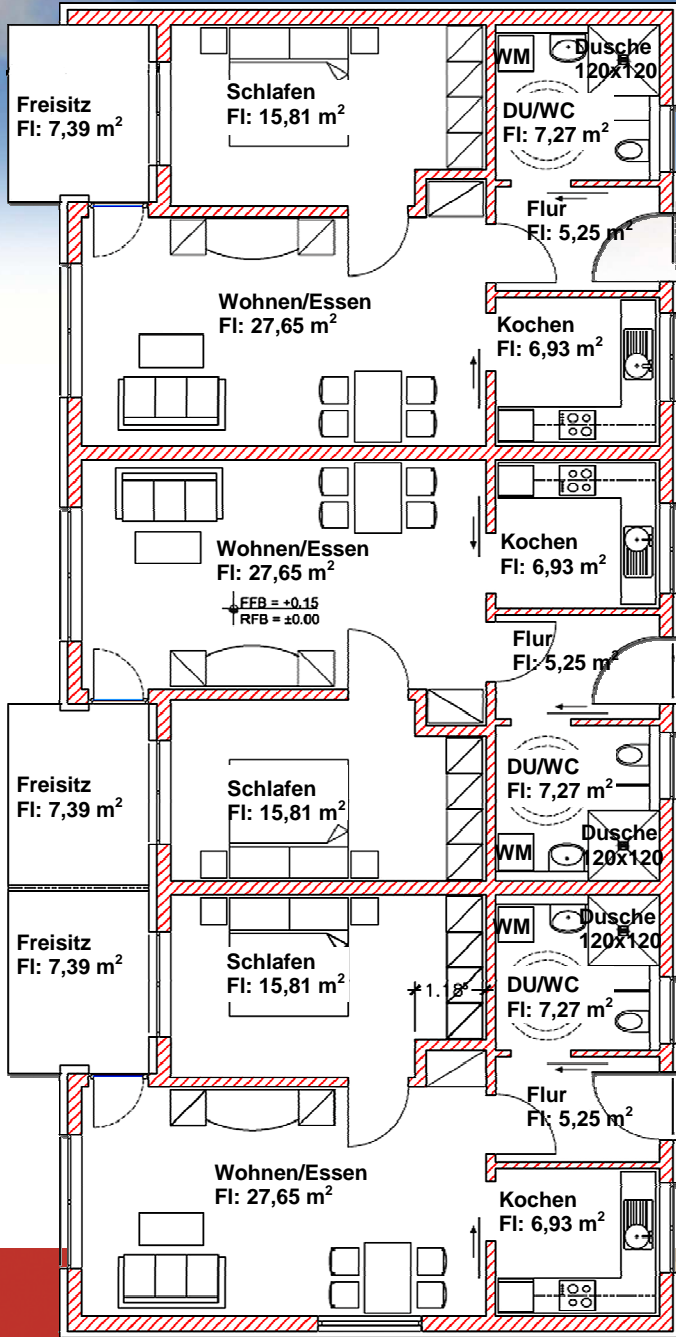 Freisitz
Fl: 7,39 m²
Schlafen
Fl: 15,81 m²
WM
Dusche
120x120
DU/WC
Fl: 7,27 m²
Flur
Fl: 5,25 m²
Wohnen/Essen
Fl: 27,65 m²
Kochen
Fl: 6,93 m²
Wohnen/Essen
Fl: 27,65 m²
FFB = +0.15
RFB = ±0.00
Kochen
Fl: 6,93 m²
Flur
Fl: 5,25 m²
Freisitz
Fl: 7,39 m²
Schlafen
Fl: 15,81 m²
DU/WC
Fl: 7,27 m²
WM
Dusche
120x120
Freisitz
Fl: 7,39 m²
Schlafen
Fl: 15,81 m²
1.18⁵
WM
Dusche
120x120
DU/WC
Fl: 7,27 m²
Flur
Fl: 5,25 m²
Wohnen/Essen
Fl: 27,65 m²
Kochen
Fl: 6,93 m²